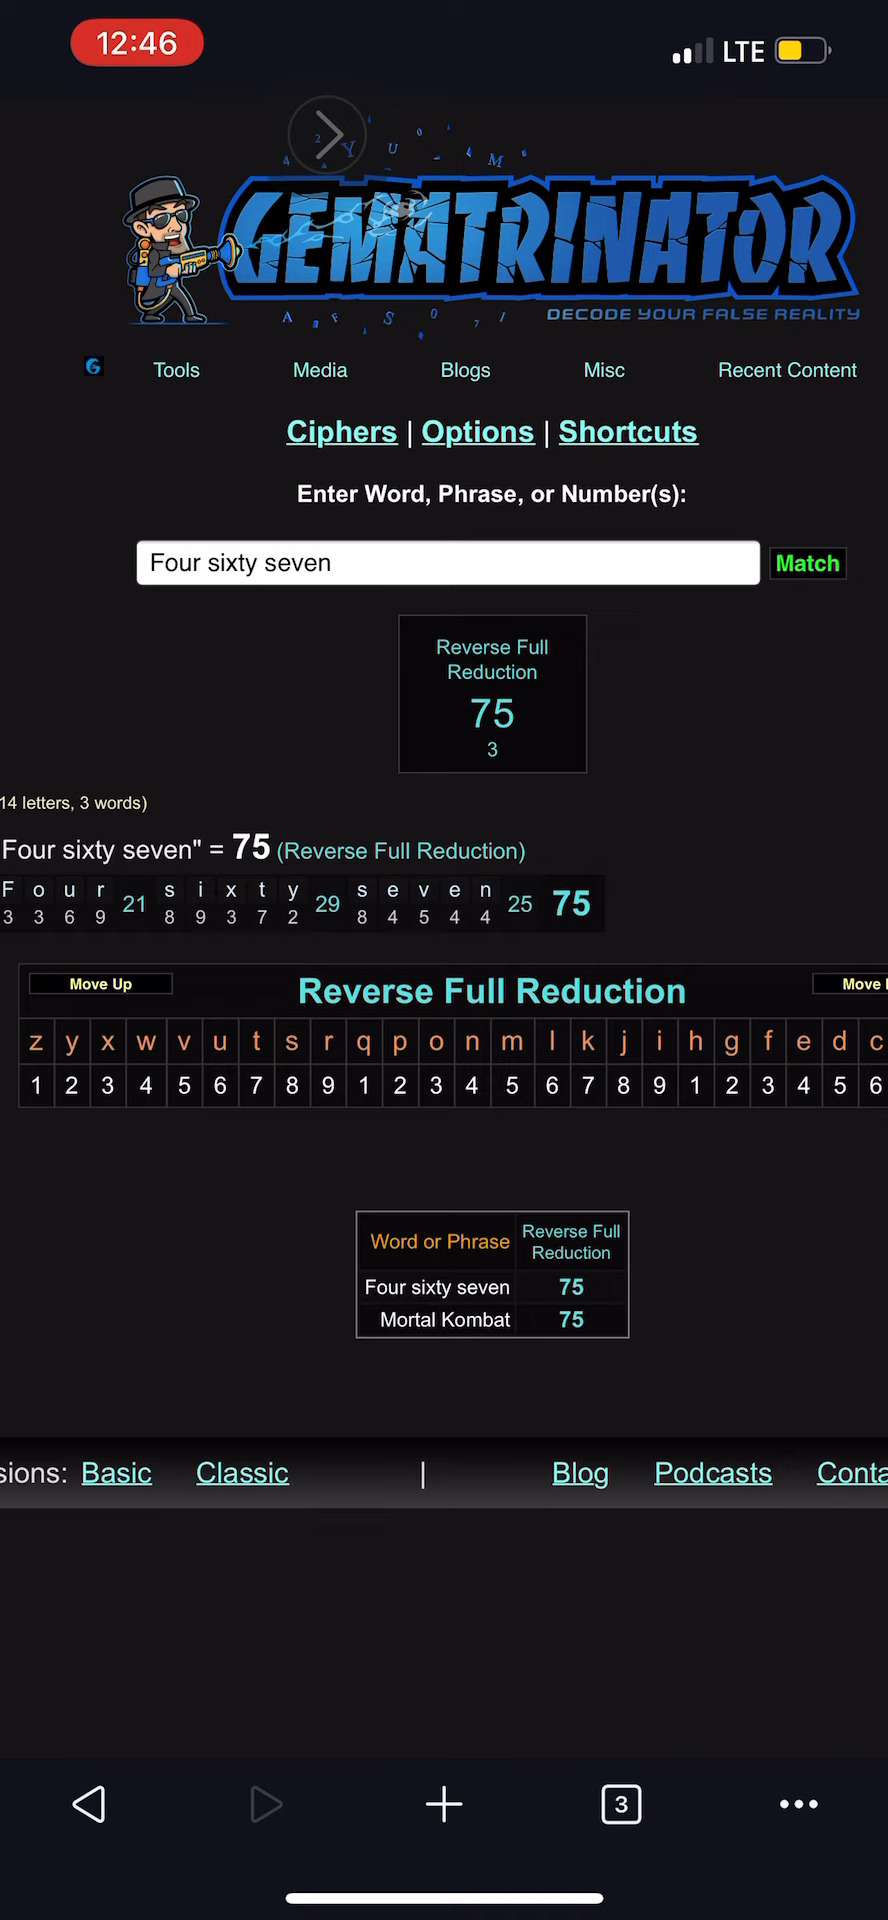 12:46
LTE
GEMATRINATOR
DECODE YOUR FALSE REALITY
G
Tools Media Blogs Misc Recent Content
Ciphers | Options | Shortcuts
Enter Word, Phrase, or Number(s):
Four sixty seven Match
Reverse Full
Reduction
75
3
14 letters, 3 words)
Four sixty seven" = 75 (Reverse Full Reduction)
F o u r 21 s i x t y 29 s e v e n 25 75
3 3 6 9 8 9 3 7 2 8 4 5 4 4
Move Up Reverse Full Reduction Move
z y x w v u t s r q p o n m l k j i h g f e d c
1 2 3 4 5 6 7 8 9 1 2 3 4 5 6 7 8 9 1 2 3 4 5 6
Word or Phrase Reverse Full Reduction
Four sixty seven 75
Mortal Kombat 75
sions: Basic Classic | Blog Podcasts Conta
3